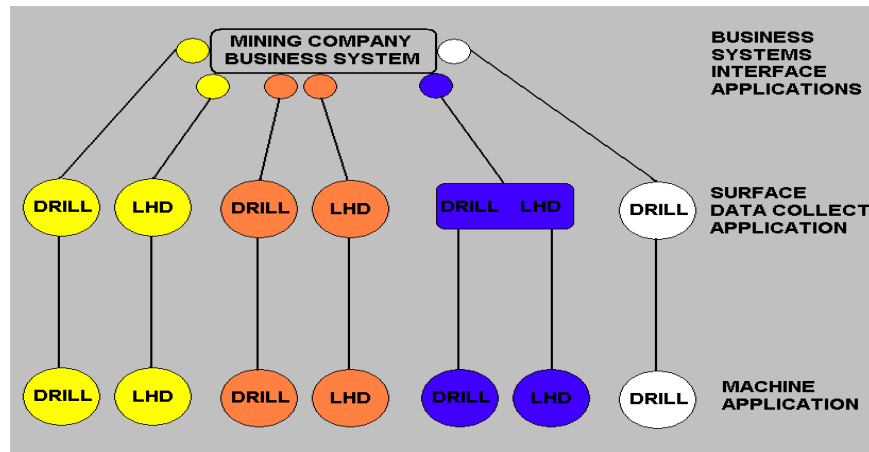 MINING COMPANY
BUSINESS SYSTEM
BUSINESS
SYSTEMS
INTERFACE
APPLICATIONS
DRILL LHD DRILL LHD DRILL LHD DRILL
SURFACE
DATA COLLECT
APPLICATION
DRILL LHD DRILL LHD DRILL LHD DRILL
MACHINE
APPLICATION